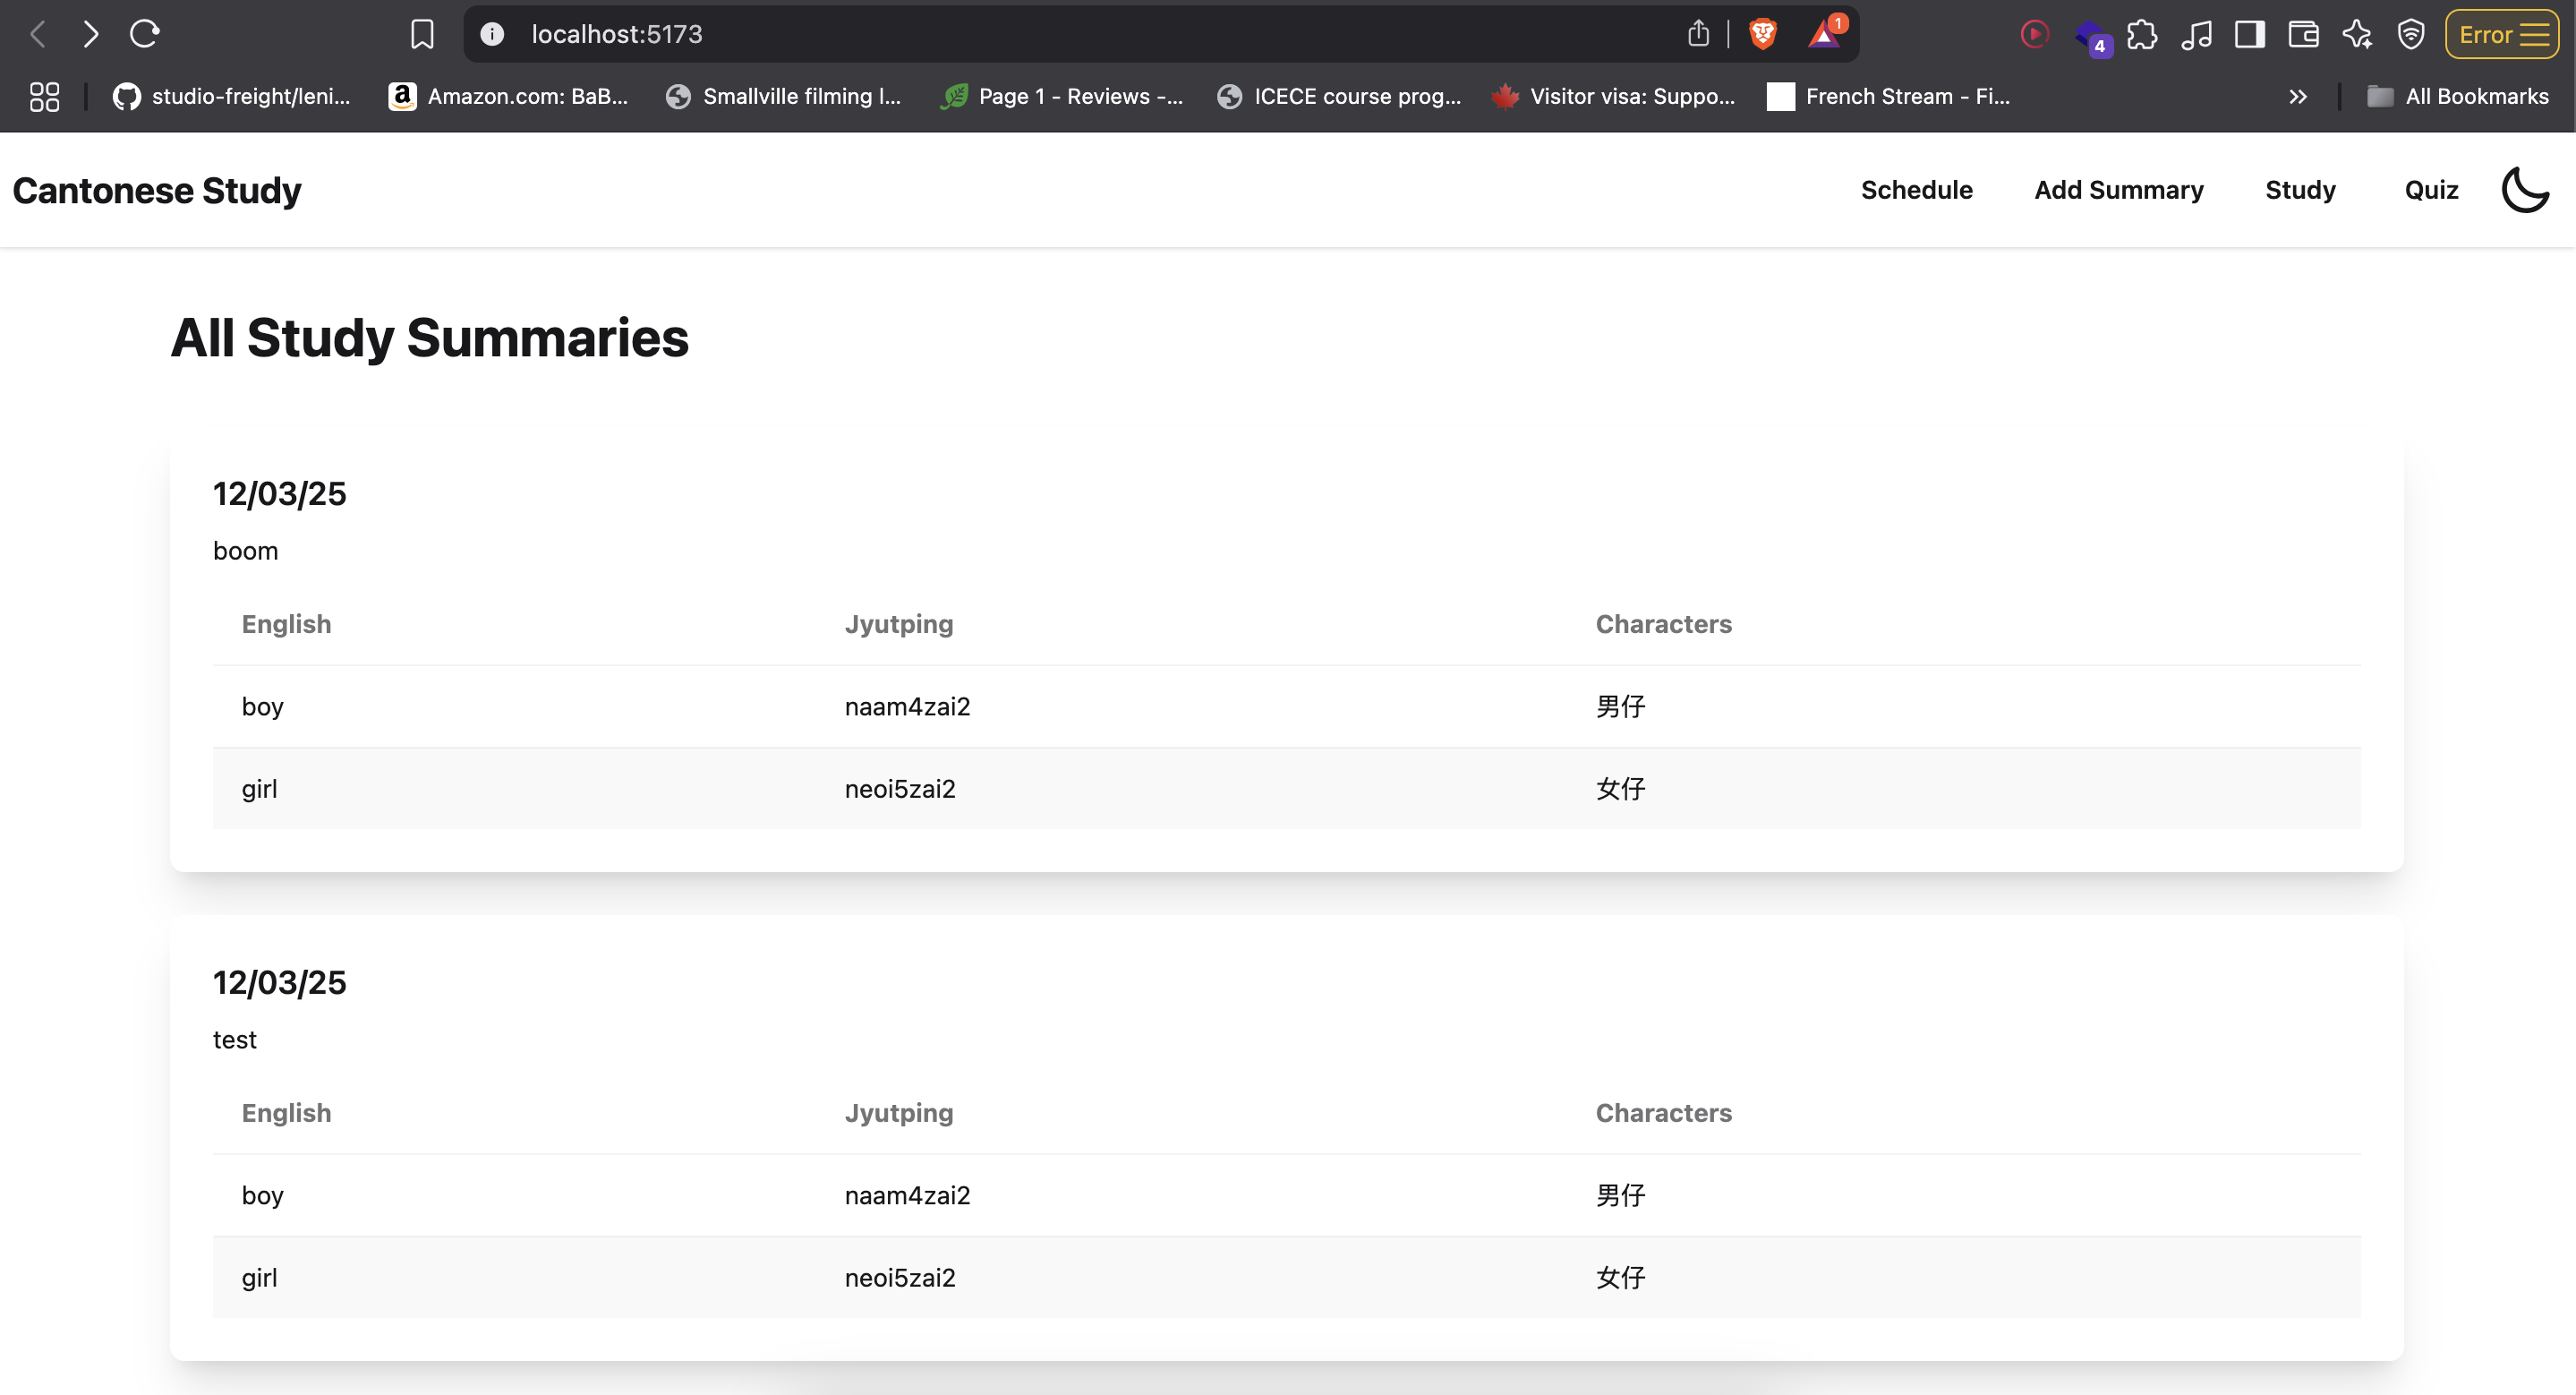 localhost:5173
1
4
Error
studio-freight/leni...
Amazon.com: BaB...
Smallville filming l...
Page 1 - Reviews -...
ICECE course prog...
Visitor visa: Suppo...
French Stream - Fi...
All Bookmarks
Cantonese Study
Schedule
Add Summary
Study
Quiz
All Study Summaries
12/03/25
boom
English Jyutping Characters
boy naam4zai2 男仔
girl neoi5zai2 女仔
12/03/25
test
English Jyutping Characters
boy naam4zai2 男仔
girl neoi5zai2 女仔